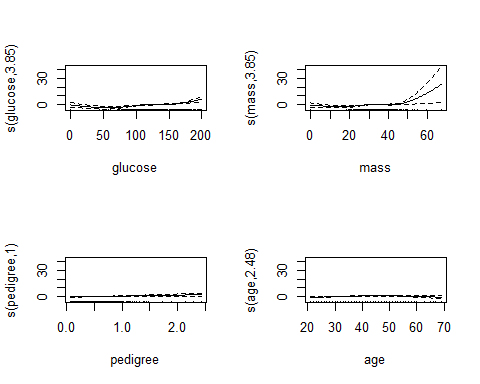 s(glucose,3.85)
30
0
0 50 100 150 200
glucose
s(mass,3.85)
30
0
0 20 40 60
mass
s(pedigree,1)
30
0
0.0 1.0 2.0
pedigree
s(age,2.48)
30
0
20 30 40 50 60 70
age